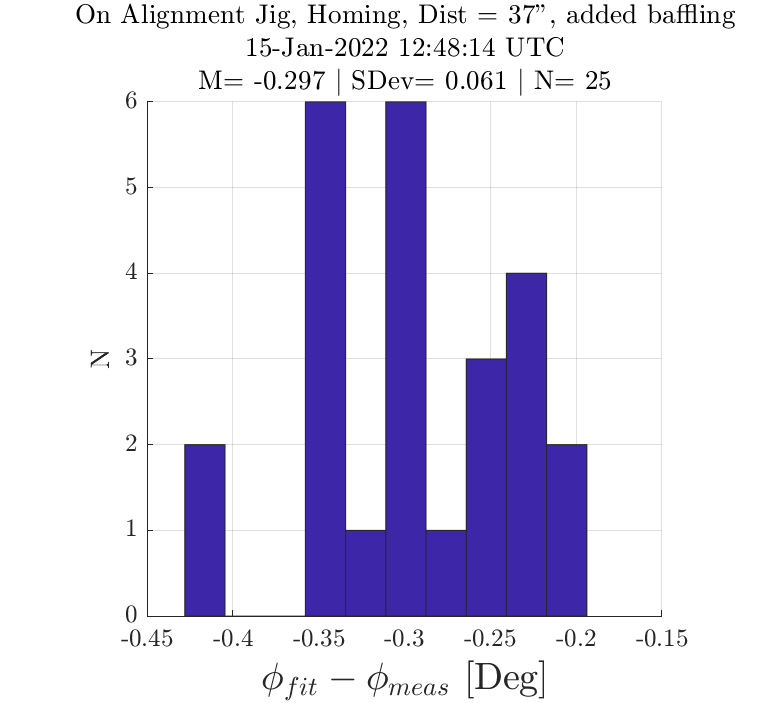 On Alignment Jig, Homing, Dist = 37”, added baffling
15-Jan-2022 12:48:14 UTC
M= -0.297 | SDev= 0.061 | N= 25
6
5
4
3
2
1
0
N
-0.45 -0.4 -0.35 -0.3 -0.25 -0.2 -0.15
ϕ_fit − ϕ_meas [Deg]